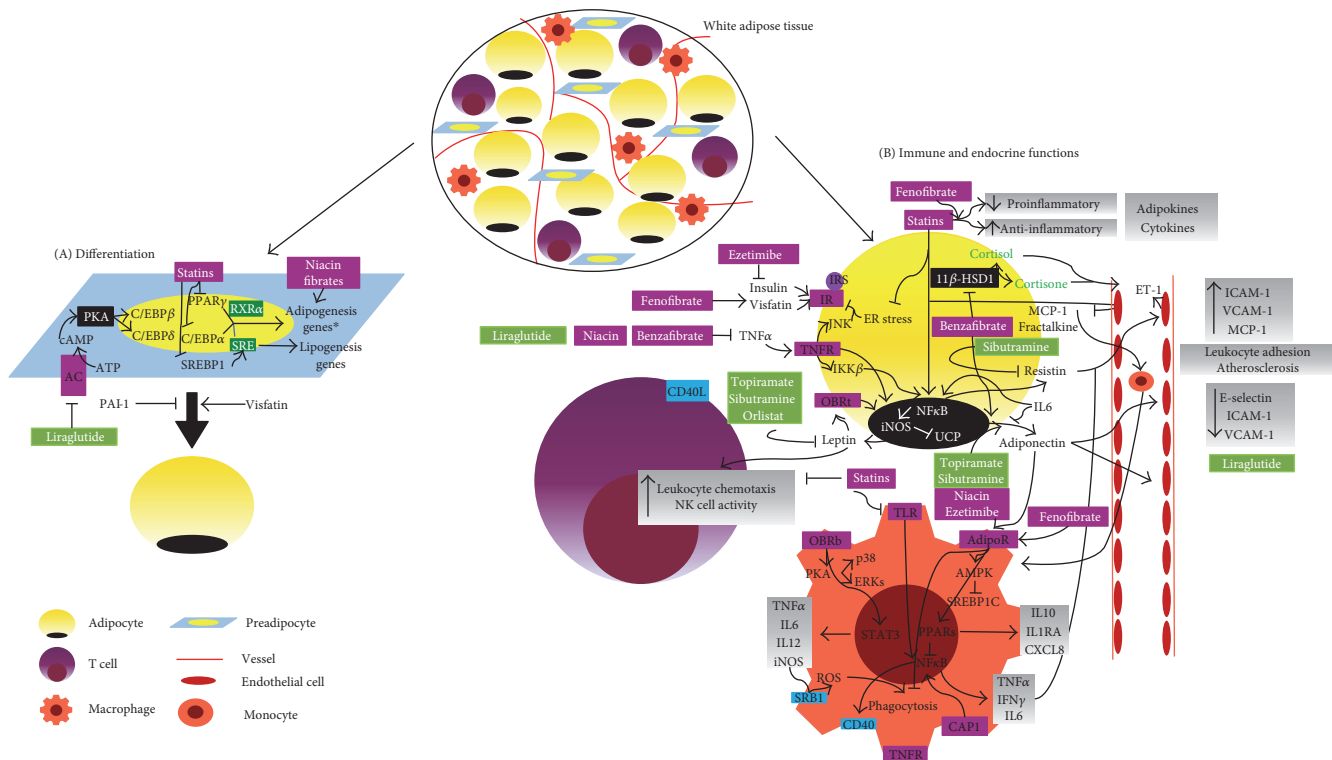 White adipose tissue
(A) Differentiation
Statins
Niacin
fibrates
PPARγ
RXRα
Adipogenesis
genes*
PKA
C/EBPβ
C/EBPδ
C/EBPα
SRE
Lipogenesis
genes
cAMP
SREBP1
ATP
AC
PAI-1
Visfatin
Liraglutide
Adipocyte
Preadipocyte
T cell
Vessel
Endothelial cell
Macrophage
Monocyte
(B) Immune and endocrine functions
Fenofibrate
Statins
Proinflammatory
Anti-inflammatory
Adipokines
Cytokines
Ezetimibe
Cortisol
IRS
11β-HSD1
Cortisone
Insulin
Visfatin
IR
Fenofibrate
ET-1
ICAM-1
VCAM-1
MCP-1
MCP-1
Fractalkine
JNK
ER stress
Liraglutide
Niacin
Benzafibrate
TNFα
TNFR
Benzafibrate
Sibutramine
Resistin
IKKβ
Leukocyte adhesion
Atherosclerosis
CD40L
Topiramate
Sibutramine
Orlistat
OBRt
NFκB
iNOS
UCP
IL6
Leptin
Adiponectin
E-selectin
ICAM-1
VCAM-1
Liraglutide
Topiramate
Sibutramine
Niacin
Ezetimibe
Leukocyte chemotaxis
NK cell activity
Statins
TLR
Fenofibrate
OBRb
AdipoR
p38
PKA
ERKs
AMPK
SREBP1C
TNFα
IL6
IL12
iNOS
STAT3
PPARs
IL10
IL1RA
CXCL8
NFκB
ROS
SRB1
Phagocytosis
TNFα
IFNγ
IL6
CD40
CAP1
TNFR